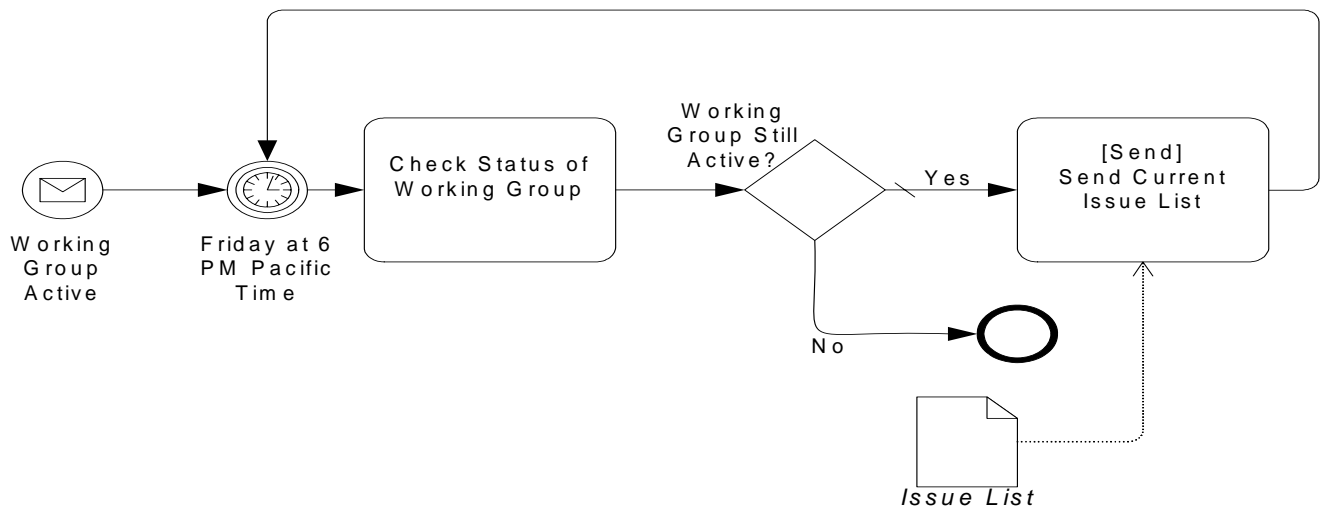 Working
Group
Active
Friday at 6
PM Pacific
Time
Check Status of
Working Group
Working
Group Still
Active?
Yes
No
[Send]
Send Current
Issue List
Issue List